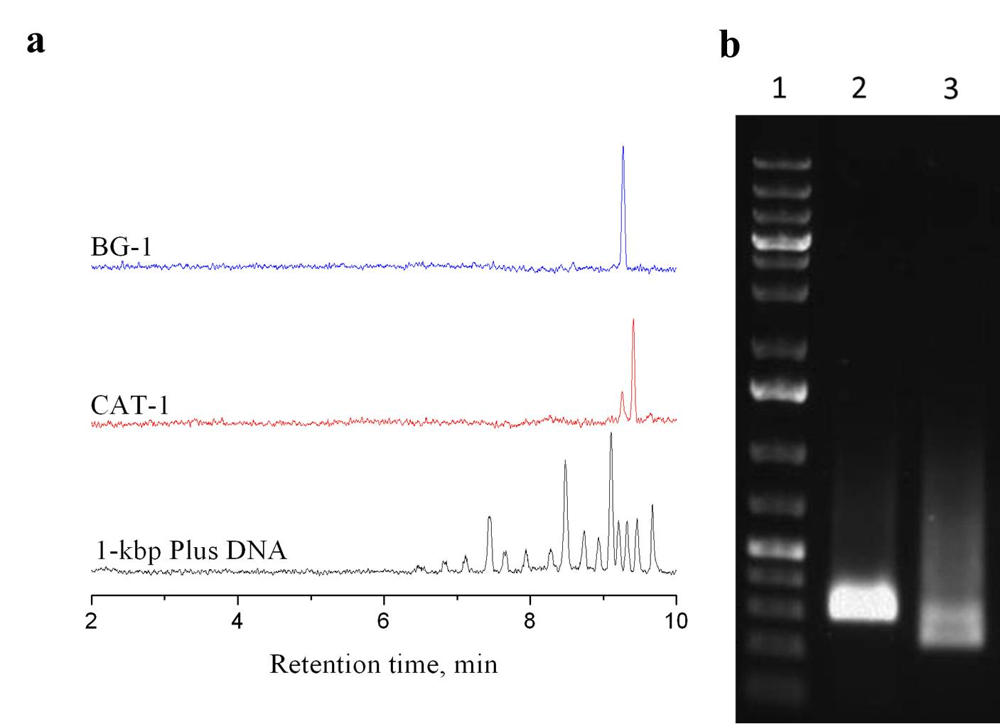 a
BG-1
CAT-1
1-kbp Plus DNA
2 4 6 8 10
Retention time, min
b
1 2 3